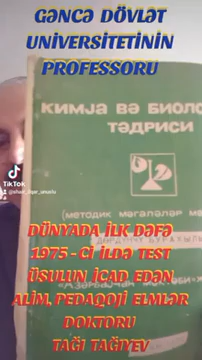 GƏNCƏ DÖVLƏT
UNİVERSİTETİNİN
PROFESSORU
КИМЈА ВӘ БИОЛО
ТӘДРИСИ
TikTok
(методик мәгаләләр мә
DÜNYADA İLK DƏFƏ
1975 - Cİ İLDƏ TEST
ÜSULUN İCAD EDƏN
ALİM, PEDAQOJİ ELMLƏR
DOKTORU
TAĞI TAĞIYEV